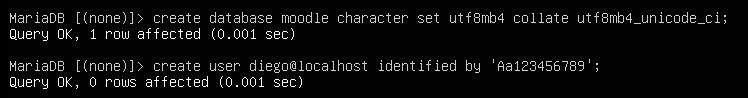 MariaDB [(none)]> create database moodle character set utf8mb4 collate utf8mb4_unicode_ci;
Query OK, 1 row affected (0.001 sec)
MariaDB [(none)]> create user diego@localhost identified by 'Aa123456789';
Query OK, 0 rows affected (0.001 sec)